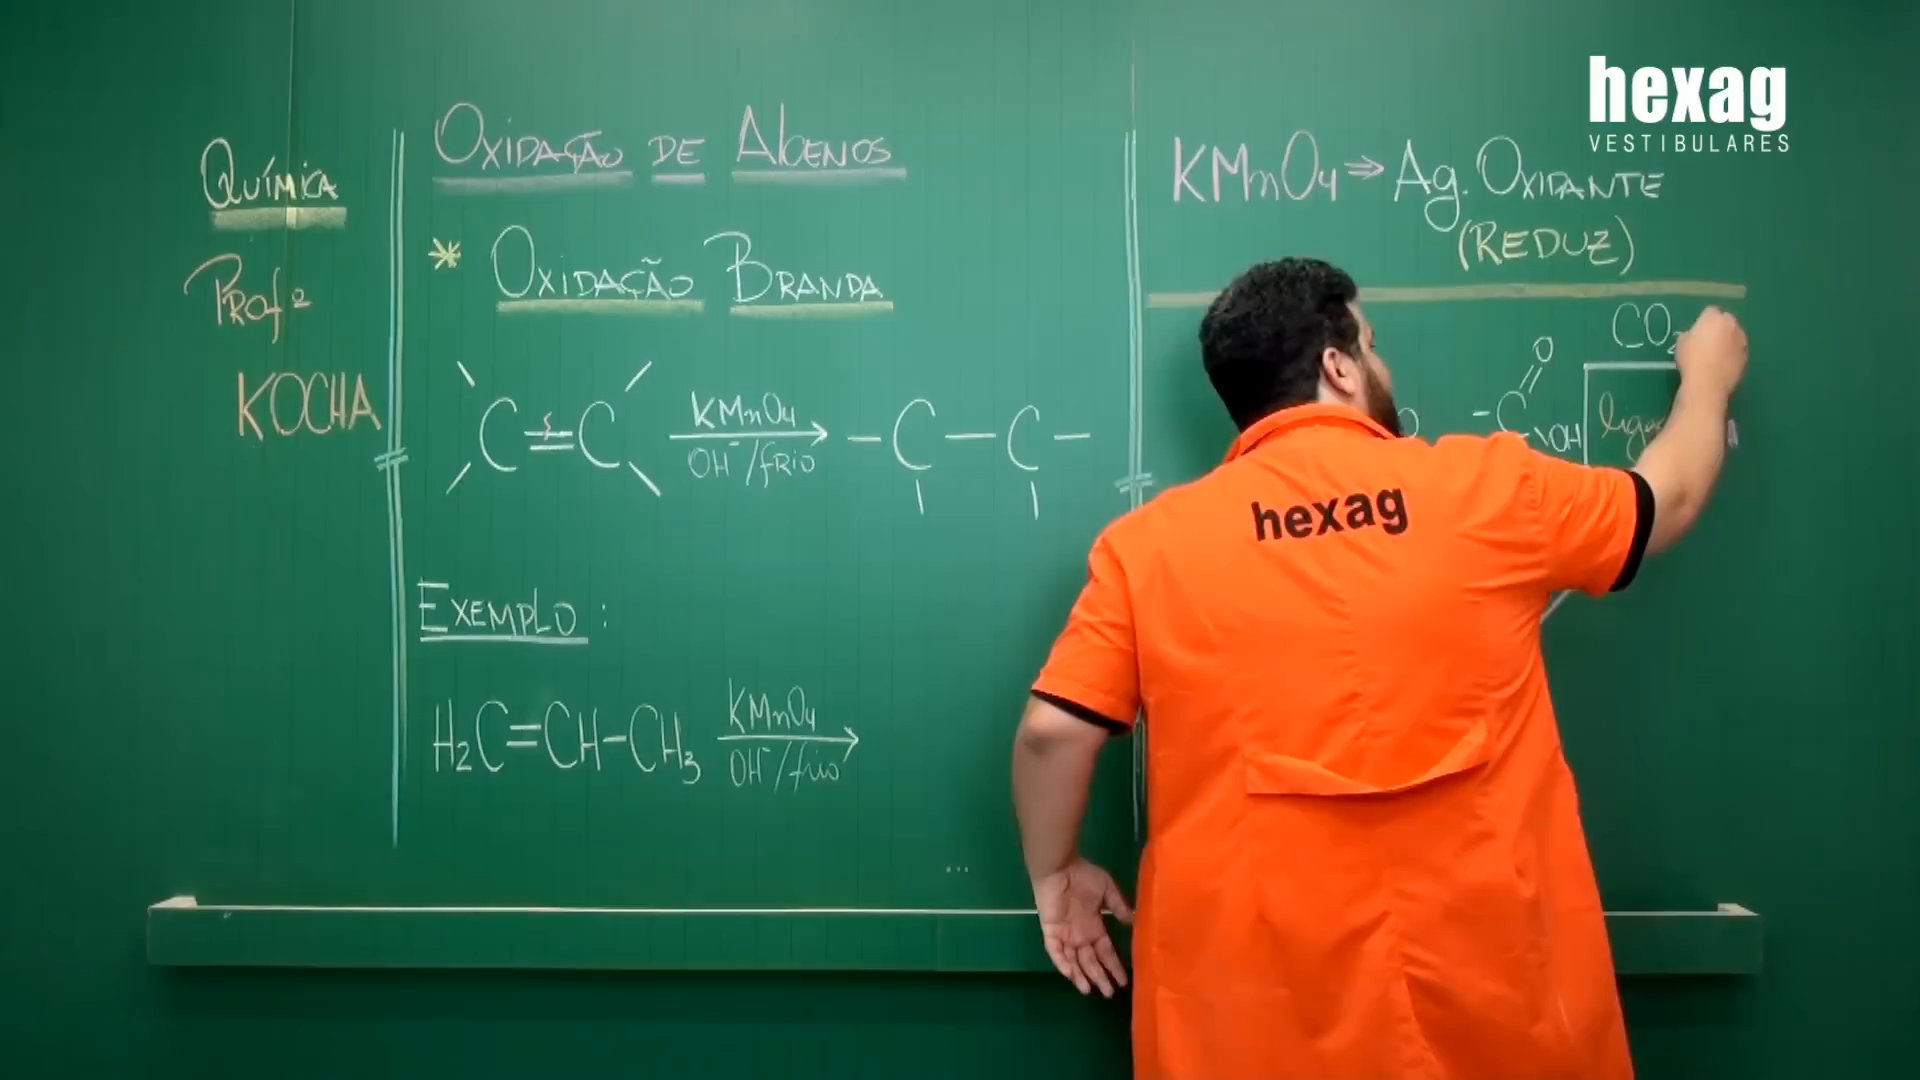 hexag
VESTIBULARES
QUÍMICA
PROFº
KOCHA
OXIDAÇÃO DE ALCENOS
* OXIDAÇÃO BRANDA
C=C KMnO4 -C-C-
OH-/FRIO
EXEMPLO:
H2C=CH-CH3 KMnO4
OH-/frio
KMnO4 ⇒ Ag. OXIDANTE
(REDUZ)
CO2
O
-C
OH
hexag